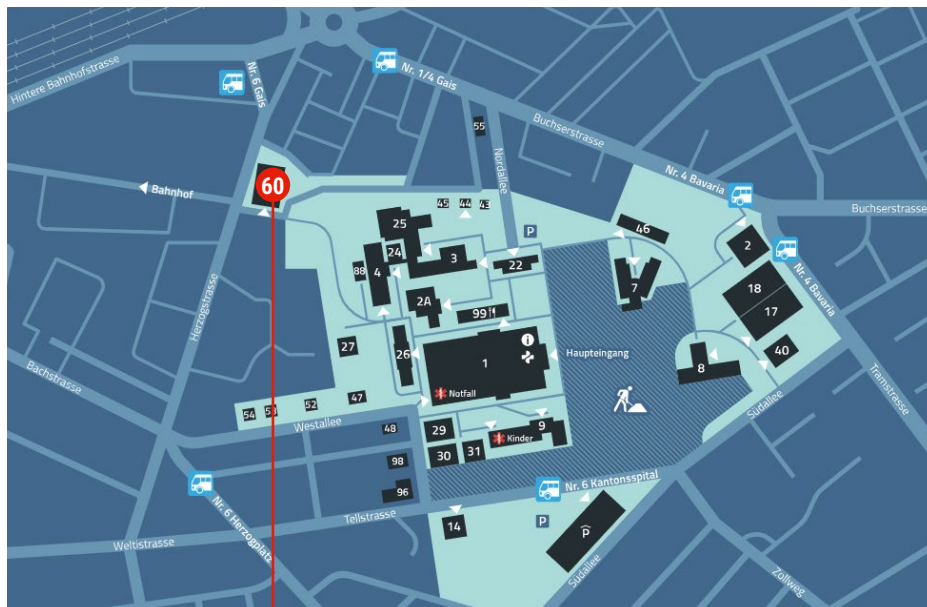 Hintere Bahnhofstrasse
Nr. 6 Gais
Nr. 1/4 Gais
Buchserstrasse
55
Nordallee
Bahnhof
60
Nr. 4 Bavaria
Buchserstrasse
45
44
43
25
46
P
2
24
3
22
4
88
7
18
Nr. 4 Bavaria
2A
99
17
Herzogstrasse
27
26
1
i
Haupteingang
40
8
Bachstrasse
Notfall
47
52
53
54
Westallee
48
29
9
Kinder
Südallee
Tramstrasse
30
31
98
96
Nr. 6 Kantonsspital
Nr. 6 Herzogplatz
Tellstrasse
14
P
P
Weltistrasse
Südallee
Zollweg